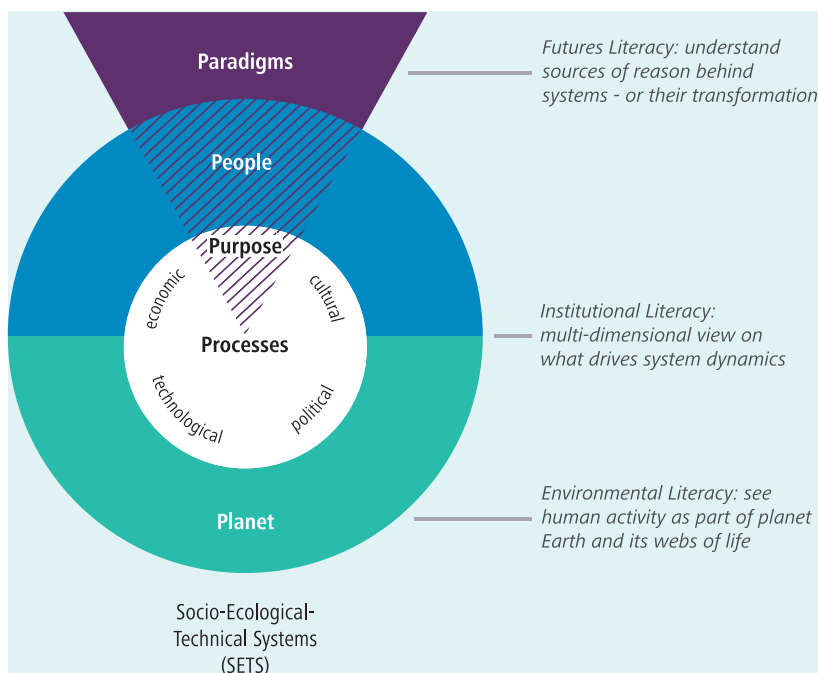 Paradigms
Futures Literacy: understand
sources of reason behind
systems - or their transformation
People
Purpose
economic
cultural
Processes
technological
political
Institutional Literacy:
multi-dimensional view on
what drives system dynamics
Planet
Environmental Literacy: see
human activity as part of planet
Earth and its webs of life
Socio-Ecological-
Technical Systems
(SETS)